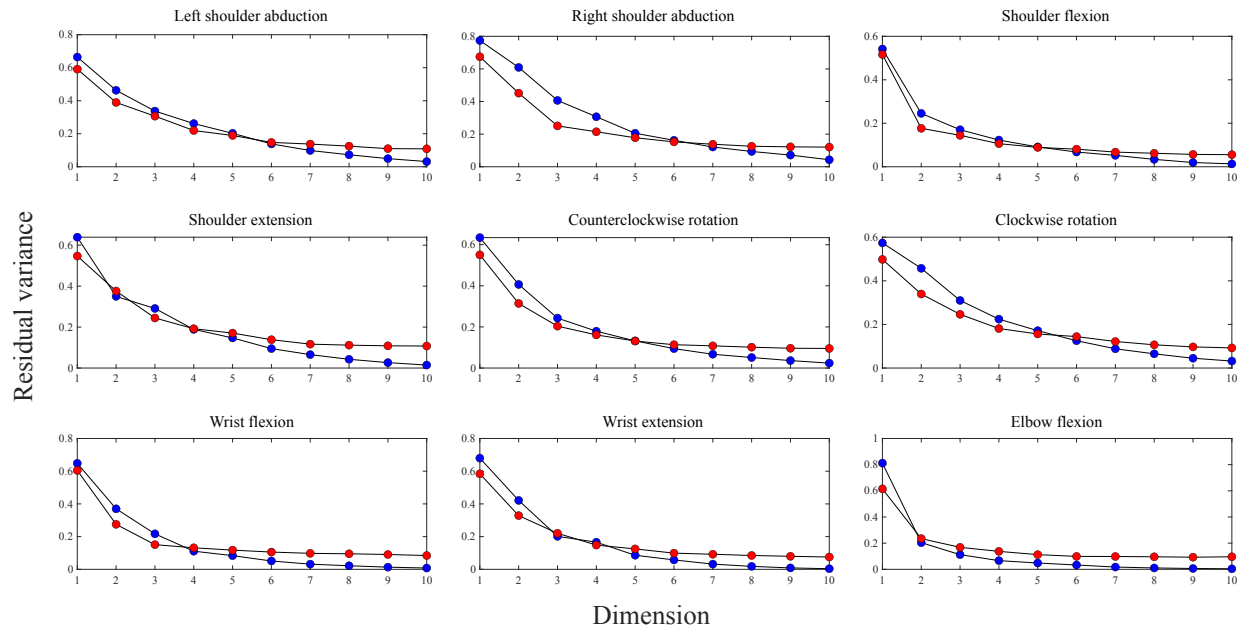 Left shoulder abduction
0.8
0.6
0.4
0.2
0
1 2 3 4 5 6 7 8 9 10
Right shoulder abduction
0.8
0.6
0.4
0.2
0
1 2 3 4 5 6 7 8 9 10
Shoulder flexion
0.6
0.4
0.2
0
1 2 3 4 5 6 7 8 9 10
Residual variance
Shoulder extension
0.6
0.4
0.2
0
1 2 3 4 5 6 7 8 9 10
Counterclockwise rotation
0.6
0.4
0.2
0
1 2 3 4 5 6 7 8 9 10
Clockwise rotation
0.6
0.4
0.2
0
1 2 3 4 5 6 7 8 9 10
Wrist flexion
0.8
0.6
0.4
0.2
0
1 2 3 4 5 6 7 8 9 10
Wrist extension
0.8
0.6
0.4
0.2
0
1 2 3 4 5 6 7 8 9 10
Elbow flexion
1
0.8
0.6
0.4
0.2
0
1 2 3 4 5 6 7 8 9 10
Dimension